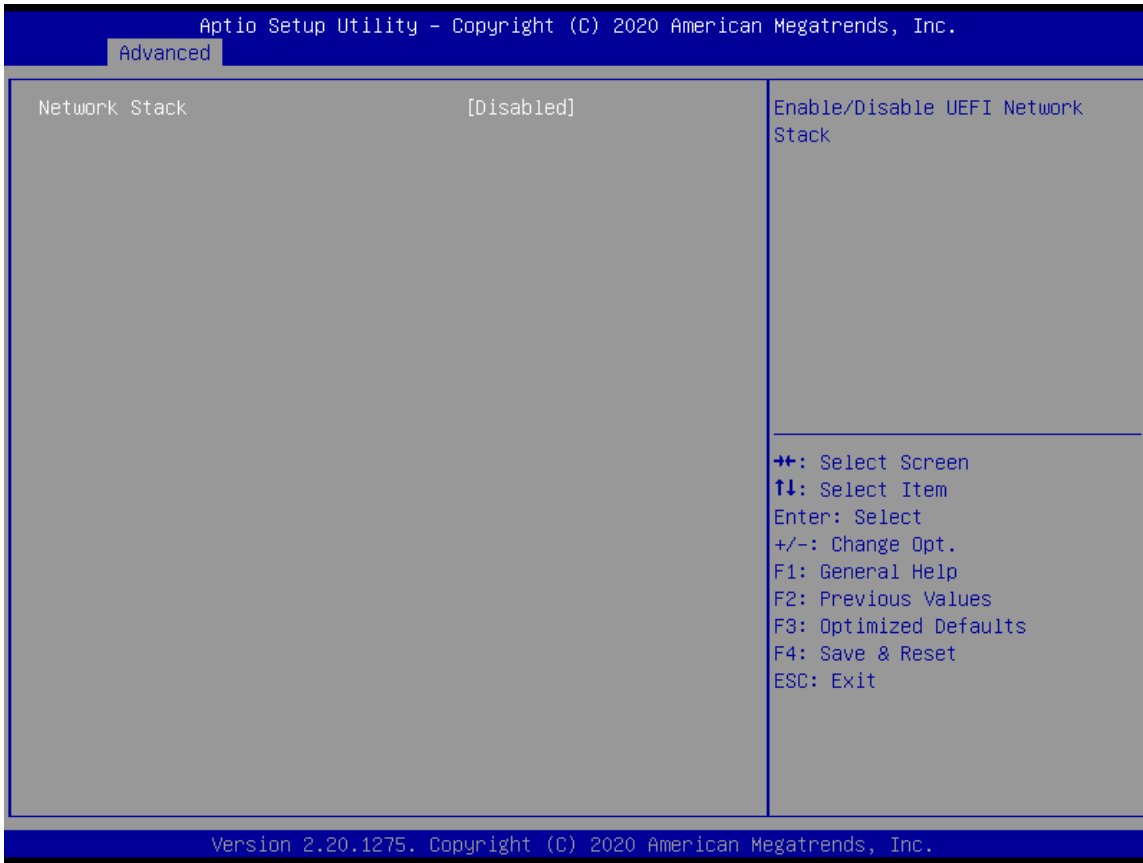 Aptio Setup Utility – Copyright (C) 2020 American Megatrends, Inc.
Advanced
Network Stack [Disabled]
Enable/Disable UEFI Network
Stack
→←: Select Screen
↑↓: Select Item
Enter: Select
+/-: Change Opt.
F1: General Help
F2: Previous Values
F3: Optimized Defaults
F4: Save & Reset
ESC: Exit
Version 2.20.1275. Copyright (C) 2020 American Megatrends, Inc.